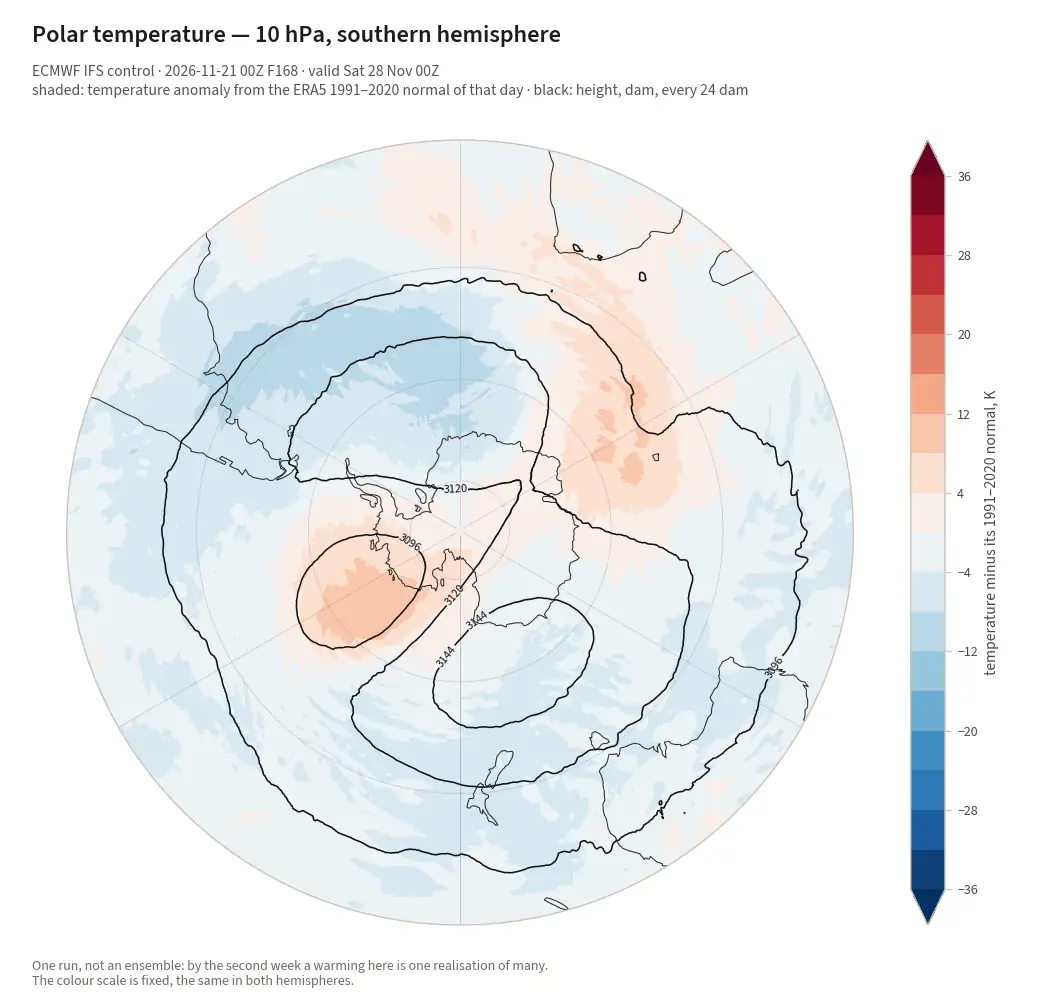 Polar temperature — 10 hPa, southern hemisphere
ECMWF IFS control · 2026-11-21 00Z F168 · valid Sat 28 Nov 00Z
shaded: temperature anomaly from the ERA5 1991–2020 normal of that day · black: height, dam, every 24 dam
36
28
20
12
4
−4
−12
−20
−28
−36
temperature minus its 1991–2020 normal, K
3120
3096
3120
3144
3144
3096
One run, not an ensemble: by the second week a warming here is one realisation of many.
The colour scale is fixed, the same in both hemispheres.